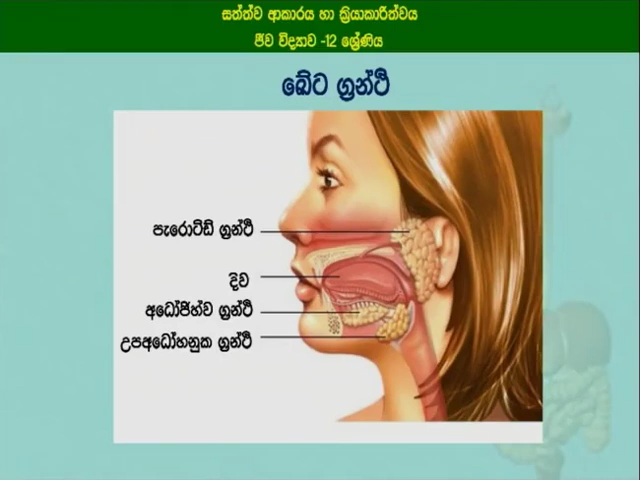 සත්ත්ව ආකාරය හා ක්‍රියාකාරීත්වය
ජීව විද්‍යාව -12 ශ්‍රේණිය
ඛේට ග්‍රන්ථි
පැරොටිඩ් ග්‍රන්ථි
දිව
අධෝජිහ්ව ග්‍රන්ථි
උපඅධෝහනුක ග්‍රන්ථි